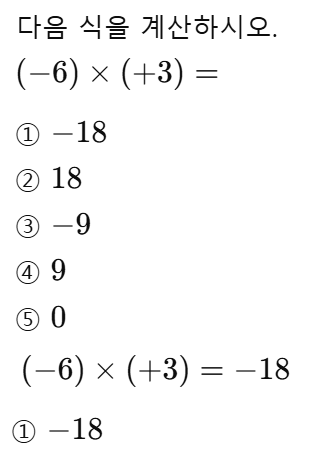 다음 식을 계산하시오.
(−6) × (+3) =
① −18
② 18
③ −9
④ 9
⑤ 0
(−6) × (+3) = −18
① −18